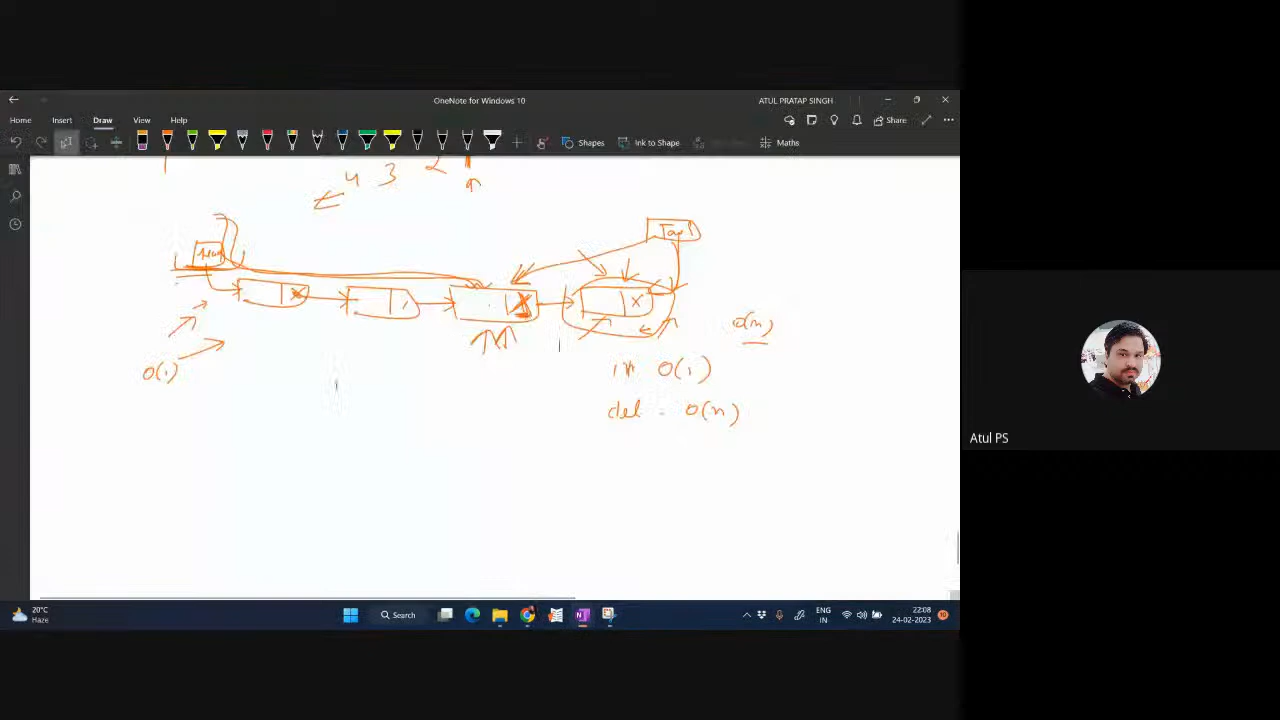 OneNote for Windows 10
ATUL PRATAP SINGH
Home Insert Draw View Help
Share
Shapes Ink to Shape Maths
4 3 2
Head
Tail
O(n)
O(1)
in O(1)
del - O(n)
Atul PS
20°C
Haze
Search
ENG
IN
22:08
24-02-2023